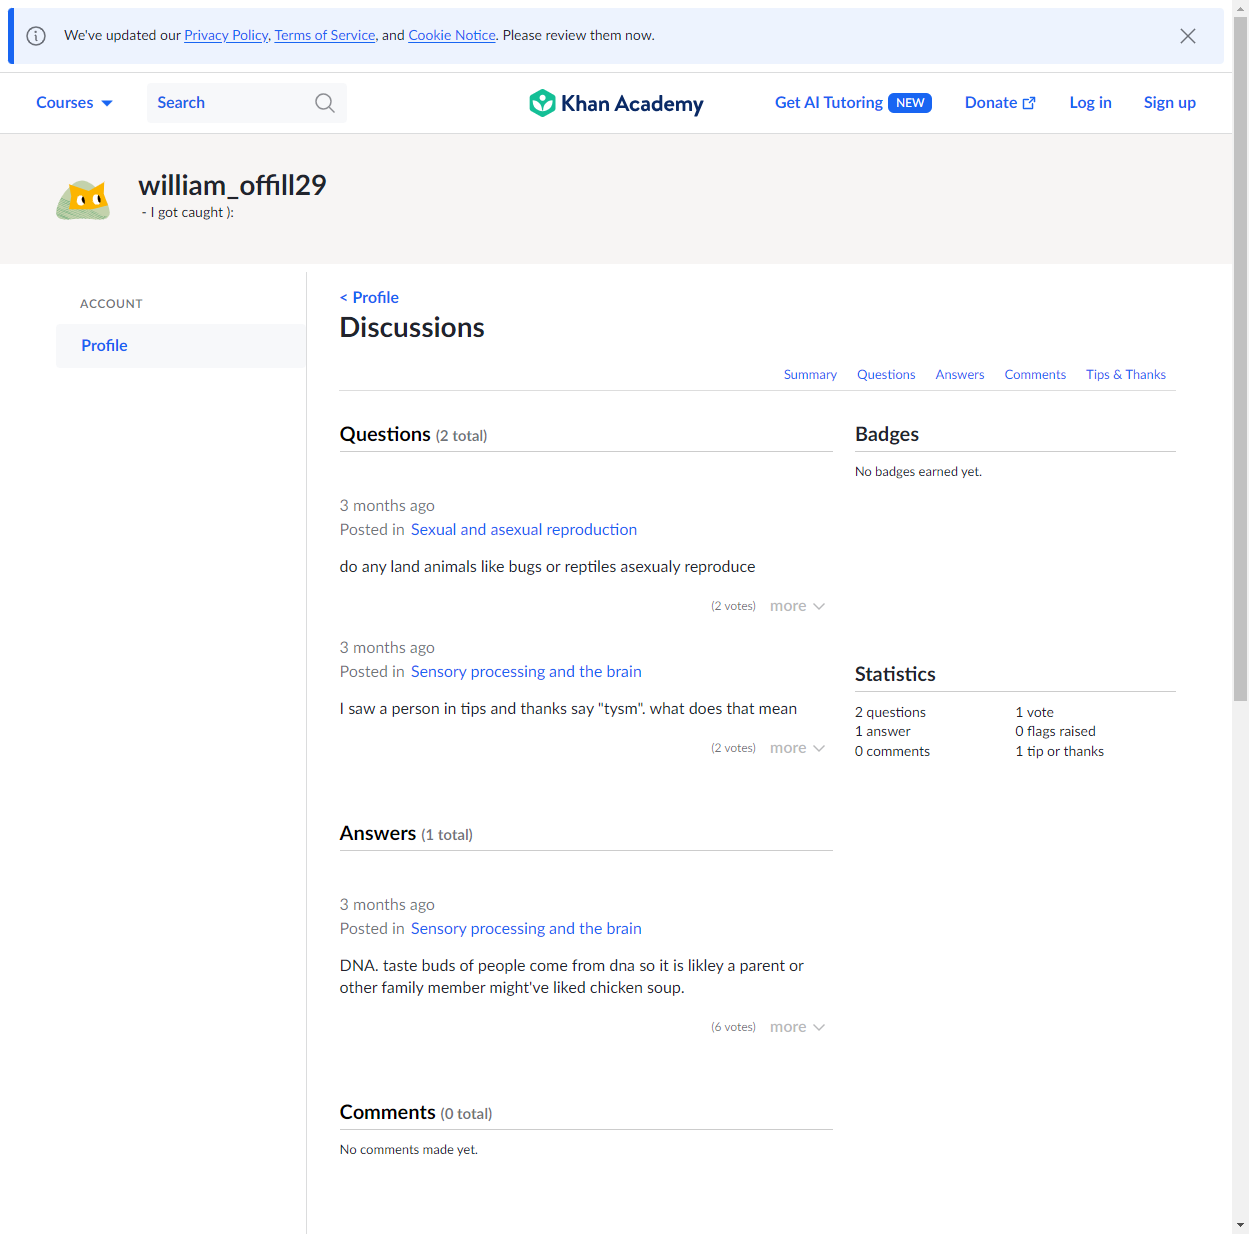 We've updated our Privacy Policy, Terms of Service, and Cookie Notice. Please review them now.
Courses
Search
Khan Academy
Get AI Tutoring NEW
Donate
Log in
Sign up
william_offill29
- I got caught ):
ACCOUNT
Profile
< Profile
Discussions
Summary
Questions
Answers
Comments
Tips & Thanks
Questions (2 total)
3 months ago
Posted in Sexual and asexual reproduction
do any land animals like bugs or reptiles asexualy reproduce
(2 votes) more
3 months ago
Posted in Sensory processing and the brain
I saw a person in tips and thanks say "tysm". what does that mean
(2 votes) more
Answers (1 total)
3 months ago
Posted in Sensory processing and the brain
DNA. taste buds of people come from dna so it is likley a parent or
other family member might've liked chicken soup.
(6 votes) more
Comments (0 total)
No comments made yet.
Badges
No badges earned yet.
Statistics
2 questions
1 answer
0 comments
1 vote
0 flags raised
1 tip or thanks